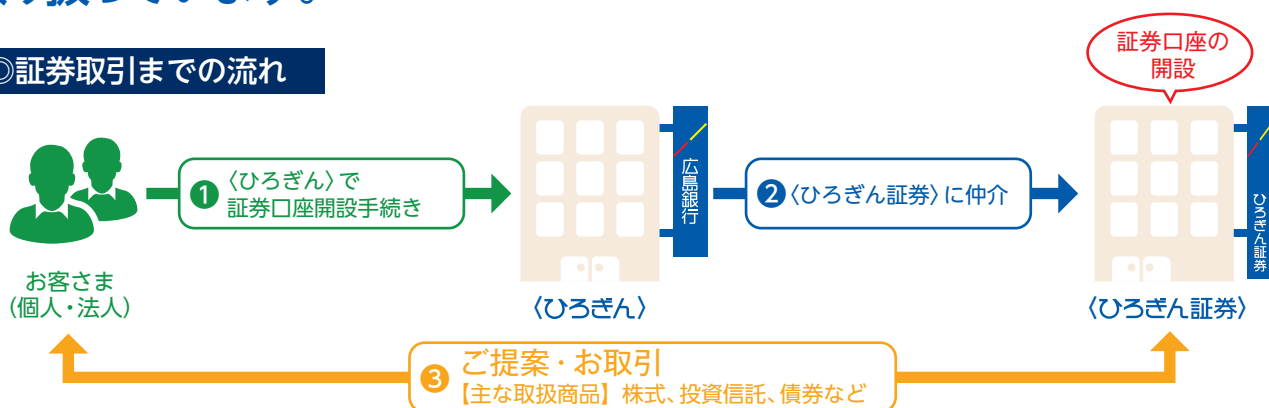 ◎証券取引までの流れ
証券口座の
開設
❶〈ひろぎん〉で
証券口座開設手続き
広島銀行
❷〈ひろぎん証券〉に仲介
ひろぎん証券
お客さま
(個人・法人)
〈ひろぎん〉
〈ひろぎん証券〉
❸ご提案・お取引
【主な取扱商品】株式、投資信託、債券など